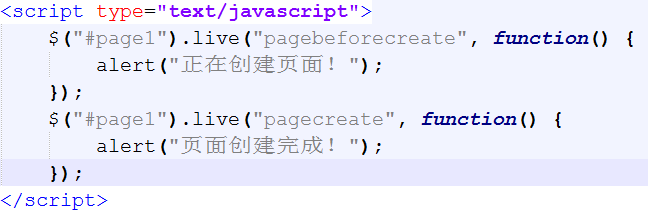 <script type="text/javascript">
    $("#page1").live("pagebeforecreate", function() {
        alert("正在创建页面! ");
    });
    $("#page1").live("pagecreate", function() {
        alert("页面创建完成! ");
    });
</script>